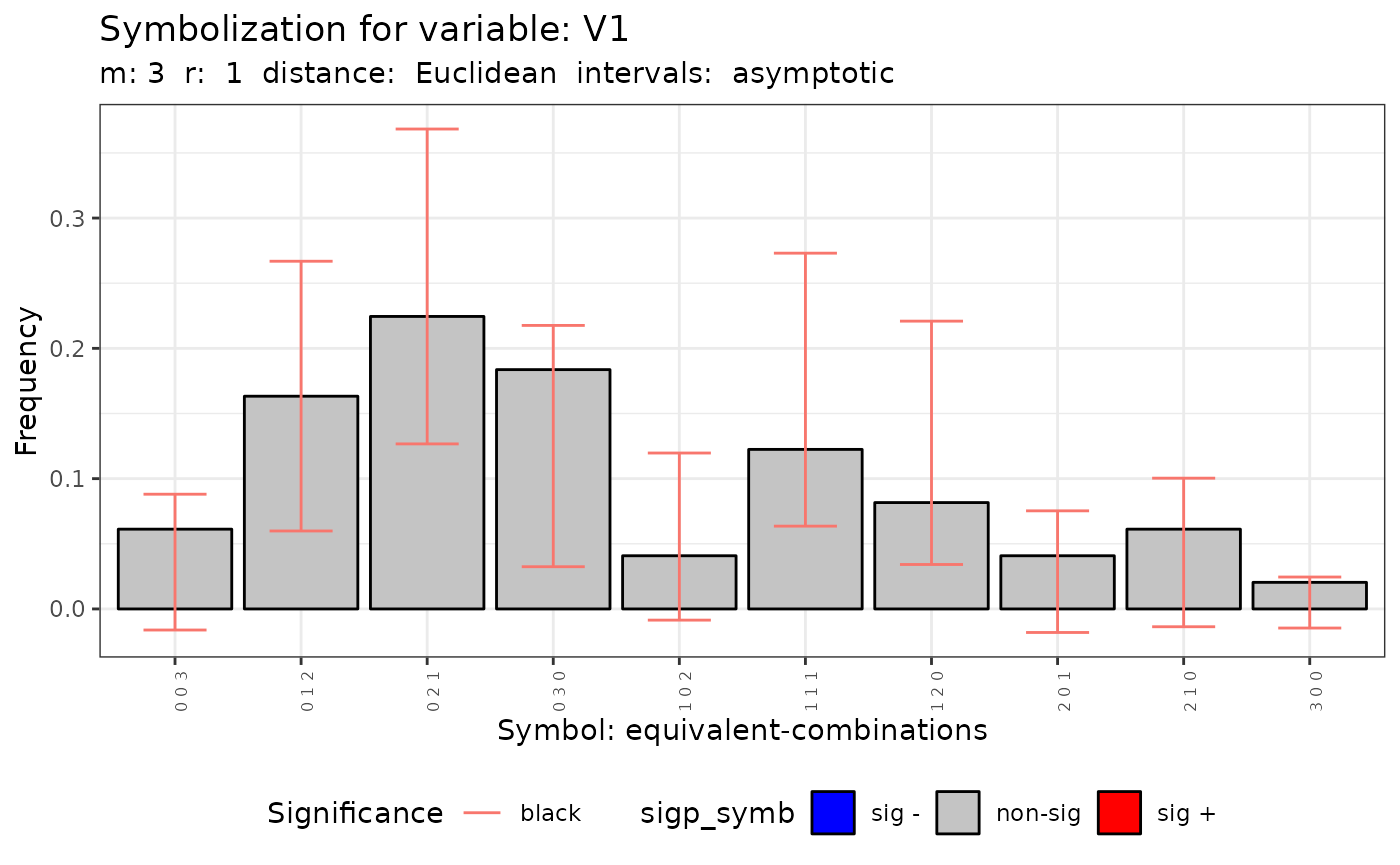 Symbolization for variable: V1
m: 3 r: 1 distance: Euclidean intervals: asymptotic
Frequency
0.3
0.2
0.1
0.0
0 0 3
0 1 2
0 2 1
0 3 0
1 0 2
1 1 1
1 2 0
2 0 1
2 1 0
3 0 0
Symbol: equivalent-combinations
Significance black sigp_symb sig - non-sig sig +